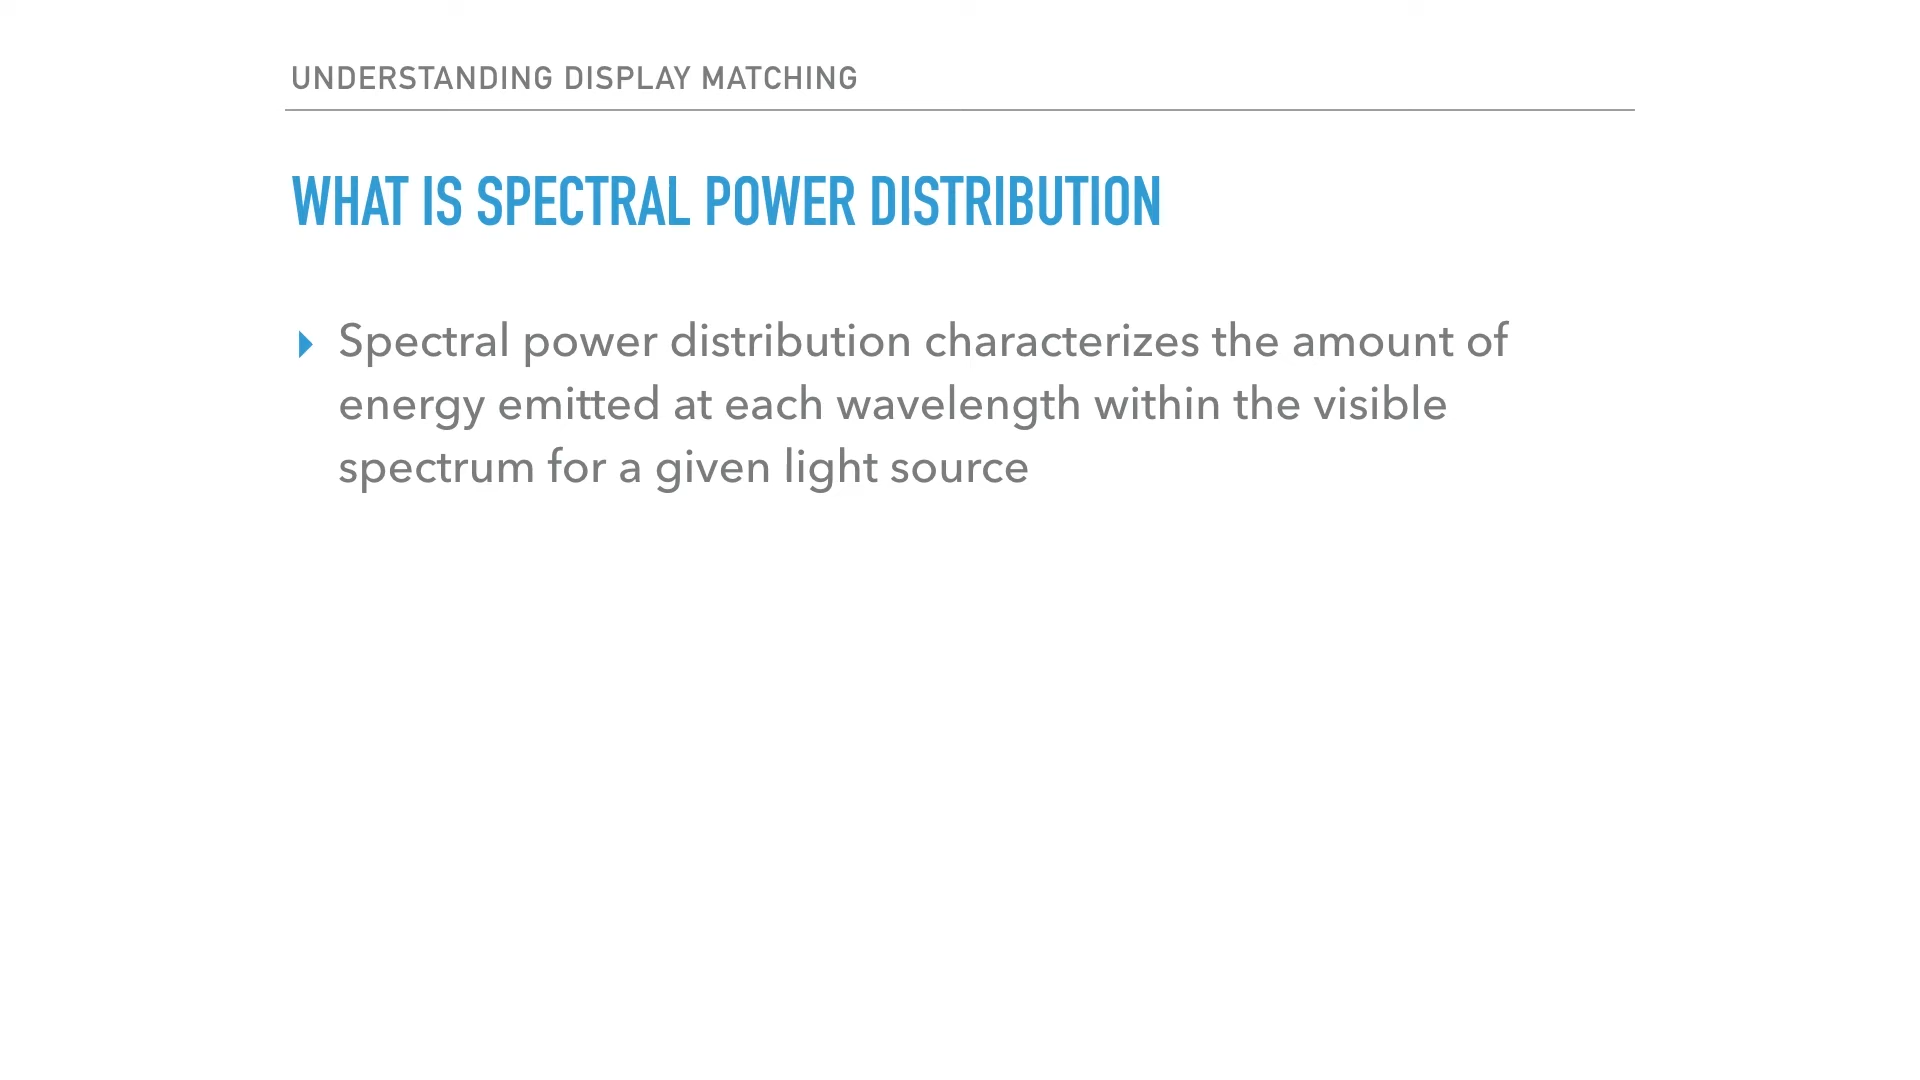 UNDERSTANDING DISPLAY MATCHING
WHAT IS SPECTRAL POWER DISTRIBUTION
Spectral power distribution characterizes the amount of
energy emitted at each wavelength within the visible
spectrum for a given light source